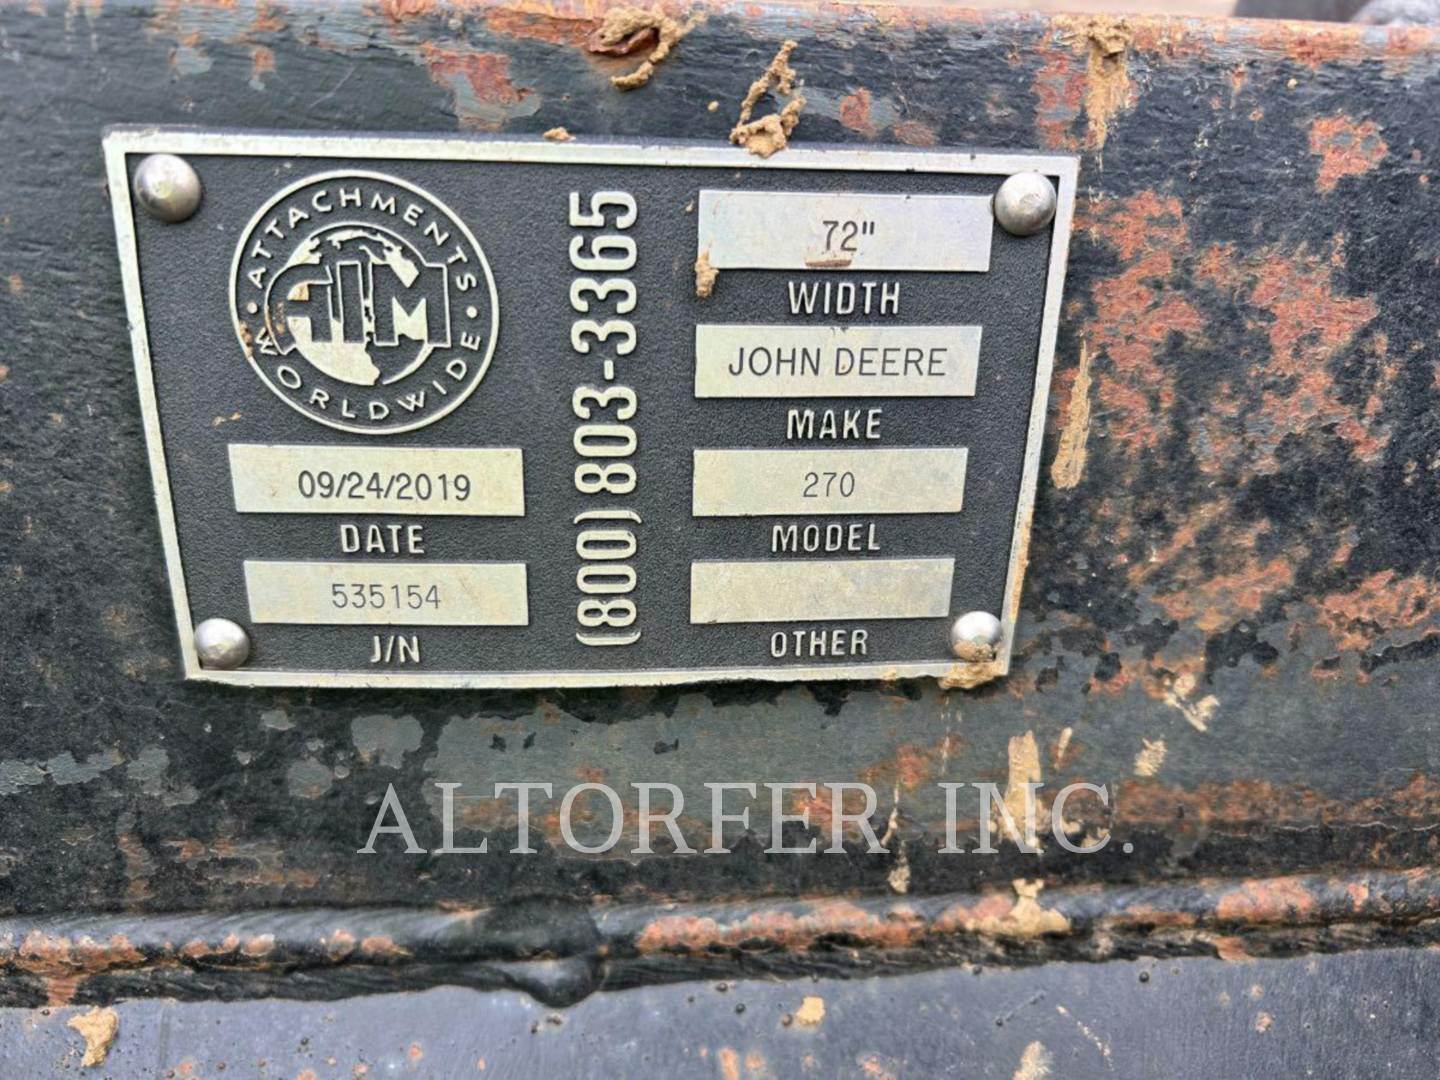 ATTACHMENTS
GJM
WORLDWIDE
09/24/2019
DATE
535154
J/N
(800) 803-3365
72"
WIDTH
JOHN DEERE
MAKE
270
MODEL
OTHER
ALTORFER INC.